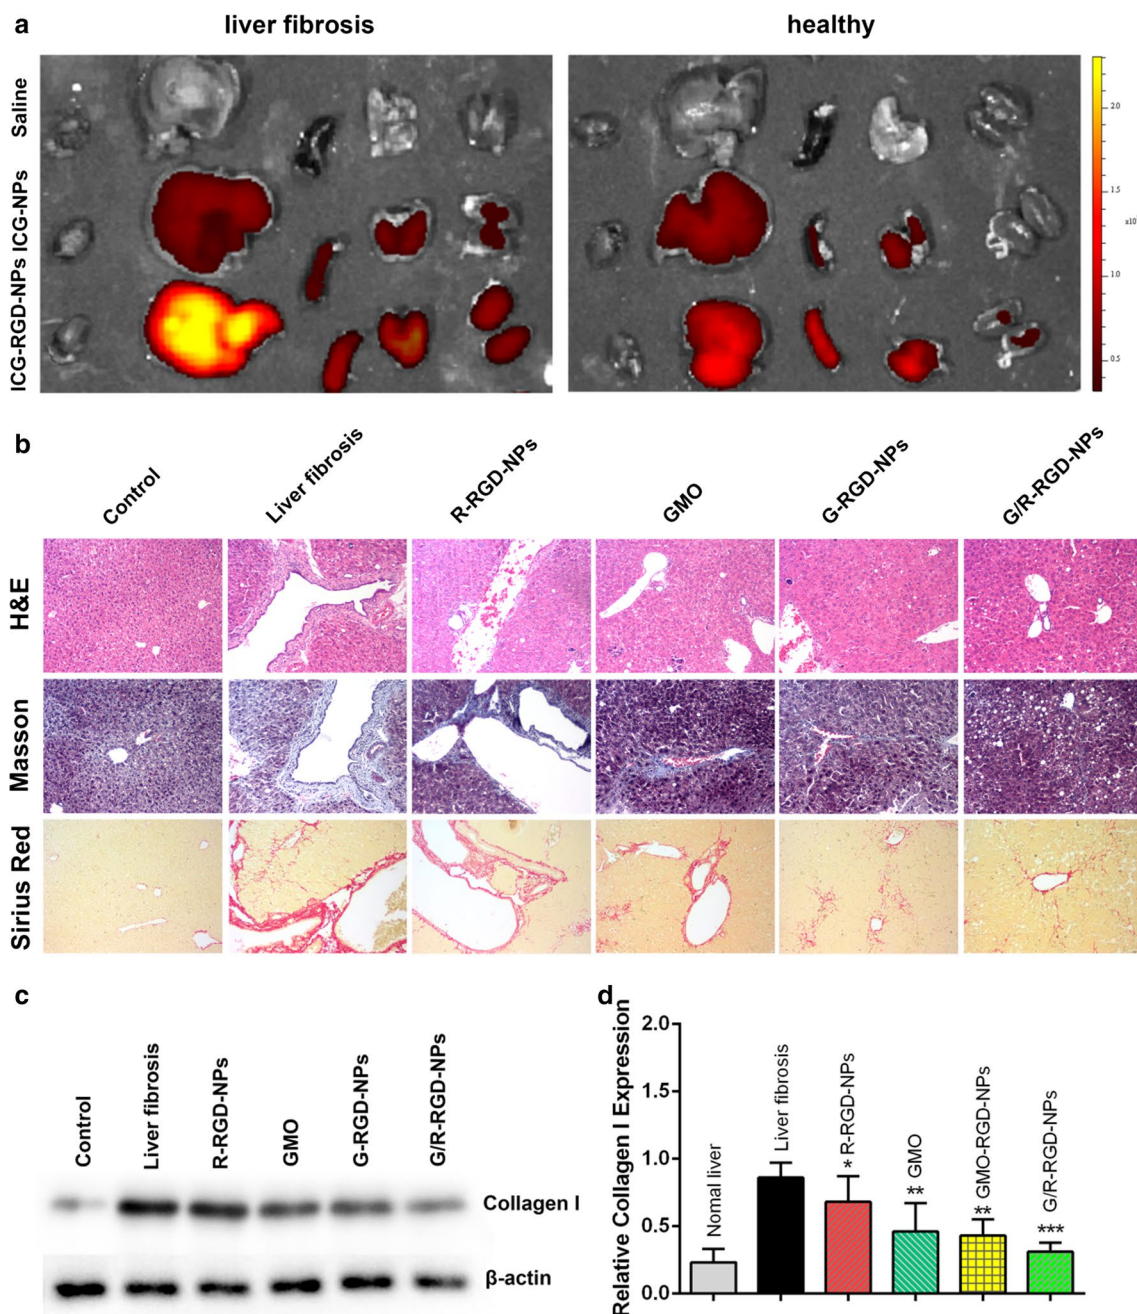 a
liver fibrosis
healthy
Saline
ICG-NPs
ICG-RGD-NPs
2.0
1.5
x10
1.0
0.5
b
Control
Liver fibrosis
R-RGD-NPs
GMO
G-RGD-NPs
G/R-RGD-NPs
H&E
Masson
Sirius Red
c
Control
Liver fibrosis
R-RGD-NPs
GMO
G-RGD-NPs
G/R-RGD-NPs
Collagen I
β-actin
d
Relative Collagen I Expression
2.0
1.5
1.0
0.5
0.0
Nomal liver
Liver fibrosis
* R-RGD-NPs
** GMO
** GMO-RGD-NPs
*** G/R-RGD-NPs